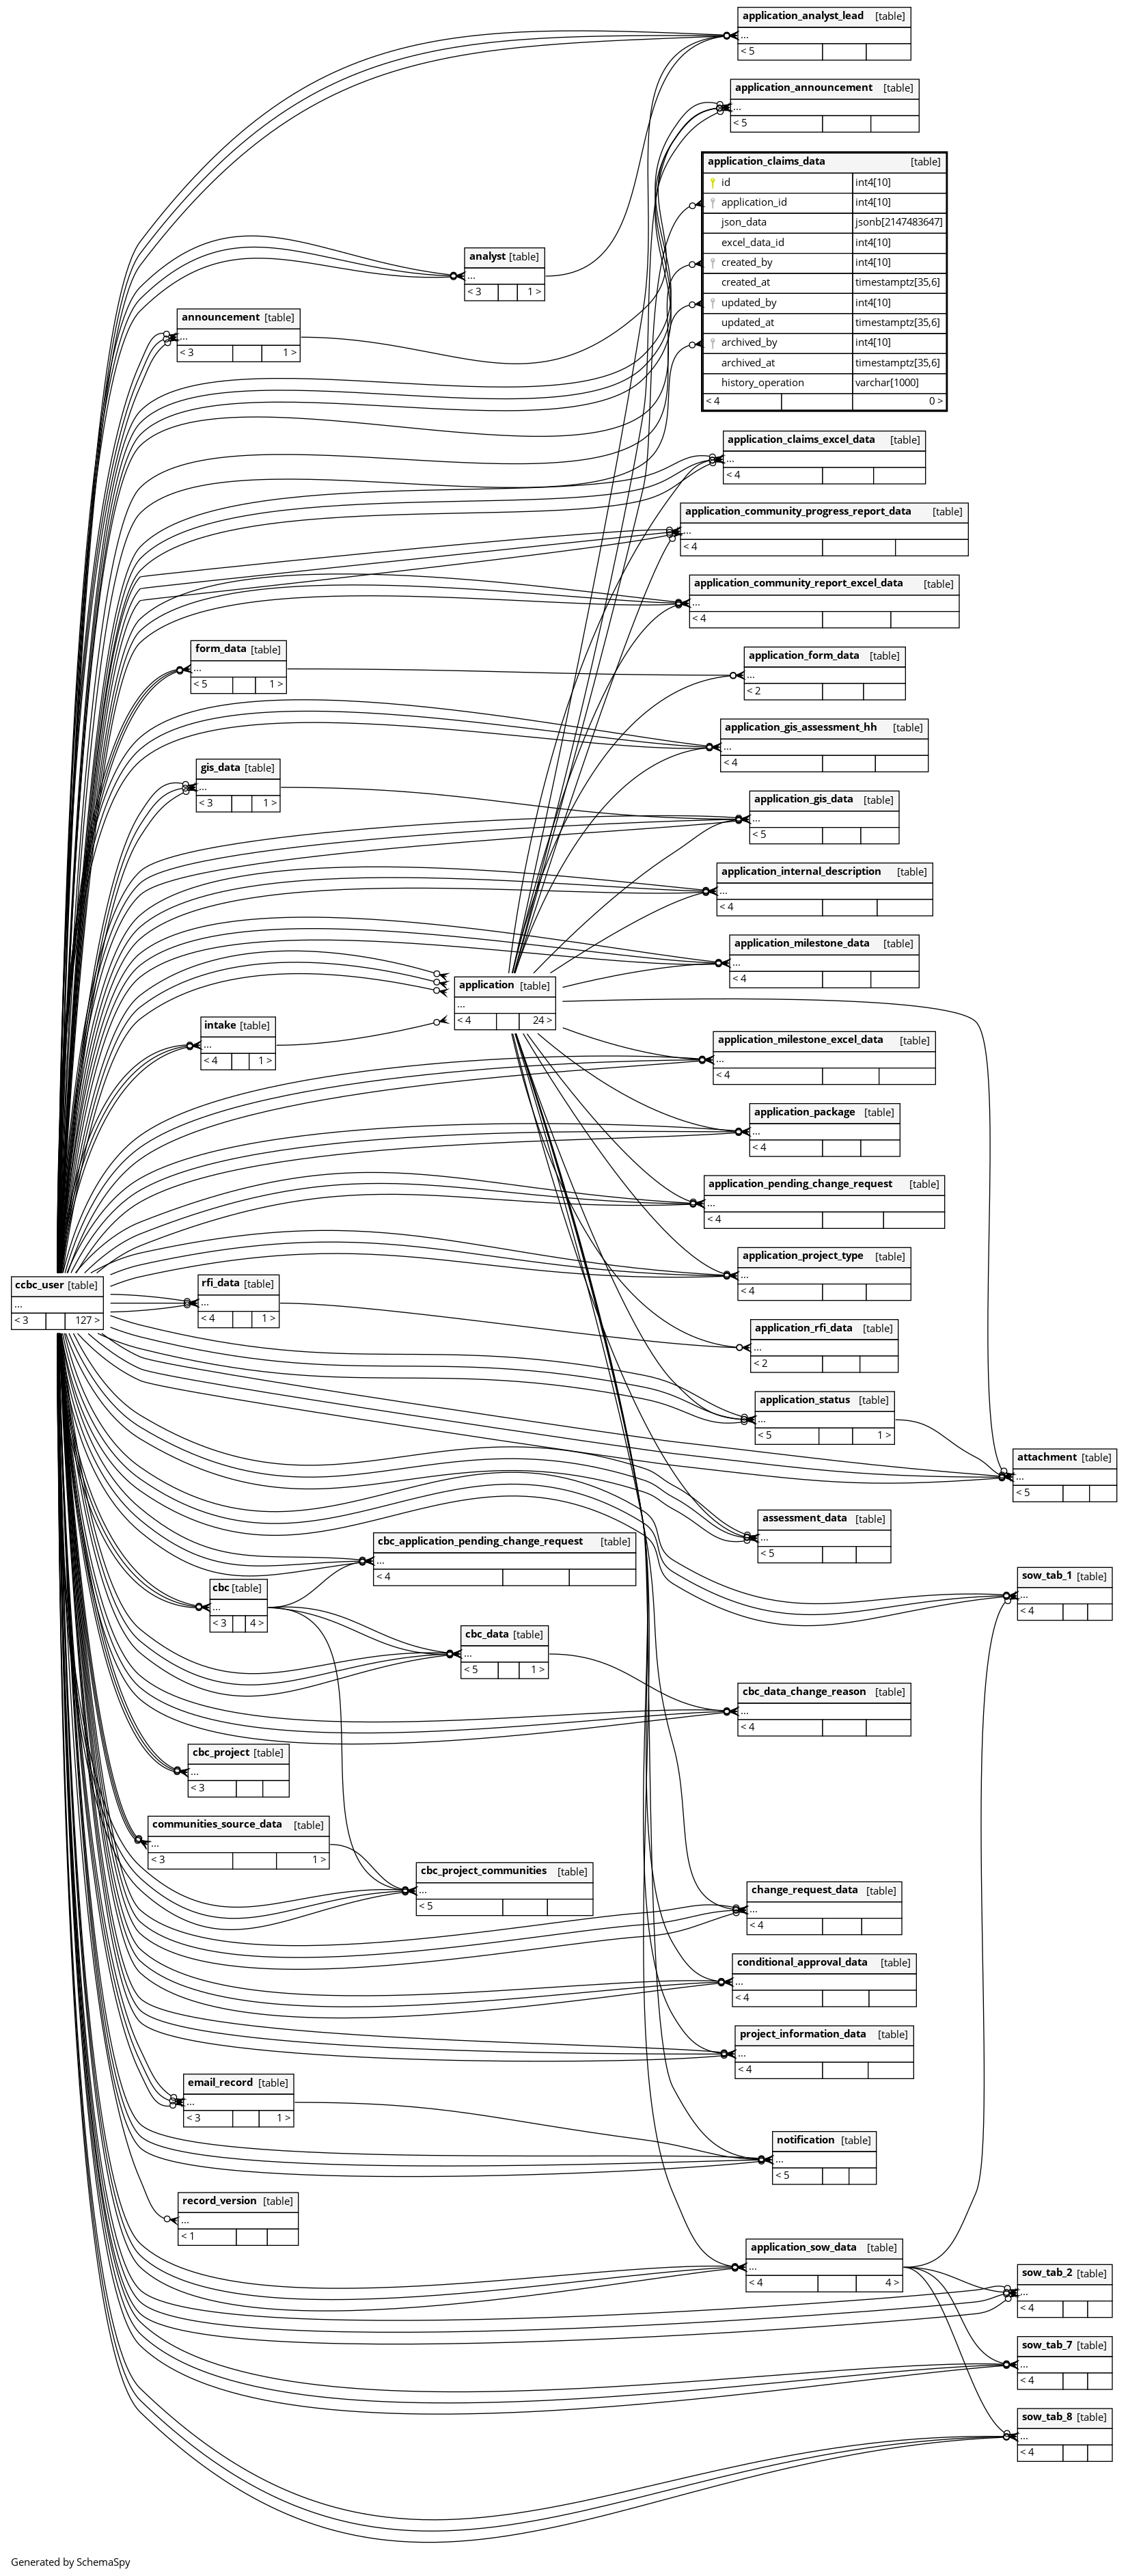 application_analyst_lead [table]
...
< 5
application_announcement [table]
...
< 5
application_claims_data [table]
id int4[10]
application_id int4[10]
json_data jsonb[2147483647]
excel_data_id int4[10]
created_by int4[10]
created_at timestamptz[35,6]
updated_by int4[10]
updated_at timestamptz[35,6]
archived_by int4[10]
archived_at timestamptz[35,6]
history_operation varchar[1000]
< 4 0 >
analyst [table]
...
< 3 1 >
announcement [table]
...
< 3 1 >
application_claims_excel_data [table]
...
< 4
application_community_progress_report_data [table]
...
< 4
application_community_report_excel_data [table]
...
< 4
form_data [table]
...
< 5 1 >
application_form_data [table]
...
< 2
application_gis_assessment_hh [table]
...
< 4
gis_data [table]
...
< 3 1 >
application_gis_data [table]
...
< 5
application_internal_description [table]
...
< 4
application_milestone_data [table]
...
< 4
application [table]
...
< 4 24 >
intake [table]
...
< 4 1 >
application_milestone_excel_data [table]
...
< 4
application_package [table]
...
< 4
application_pending_change_request [table]
...
< 4
application_project_type [table]
...
< 4
ccbc_user [table]
...
< 3 127 >
rfi_data [table]
...
< 4 1 >
application_rfi_data [table]
...
< 2
application_status [table]
...
< 5 1 >
attachment [table]
...
< 5
assessment_data [table]
...
< 5
cbc_application_pending_change_request [table]
...
< 4
sow_tab_1 [table]
...
< 4
cbc [table]
...
< 3 4 >
cbc_data [table]
...
< 5 1 >
cbc_data_change_reason [table]
...
< 4
cbc_project [table]
...
< 3
communities_source_data [table]
...
< 3 1 >
cbc_project_communities [table]
...
< 5
change_request_data [table]
...
< 4
conditional_approval_data [table]
...
< 4
project_information_data [table]
...
< 4
email_record [table]
...
< 3 1 >
notification [table]
...
< 5
record_version [table]
...
< 1
application_sow_data [table]
...
< 4 4 >
sow_tab_2 [table]
...
< 4
sow_tab_7 [table]
...
< 4
sow_tab_8 [table]
...
< 4
Generated by SchemaSpy